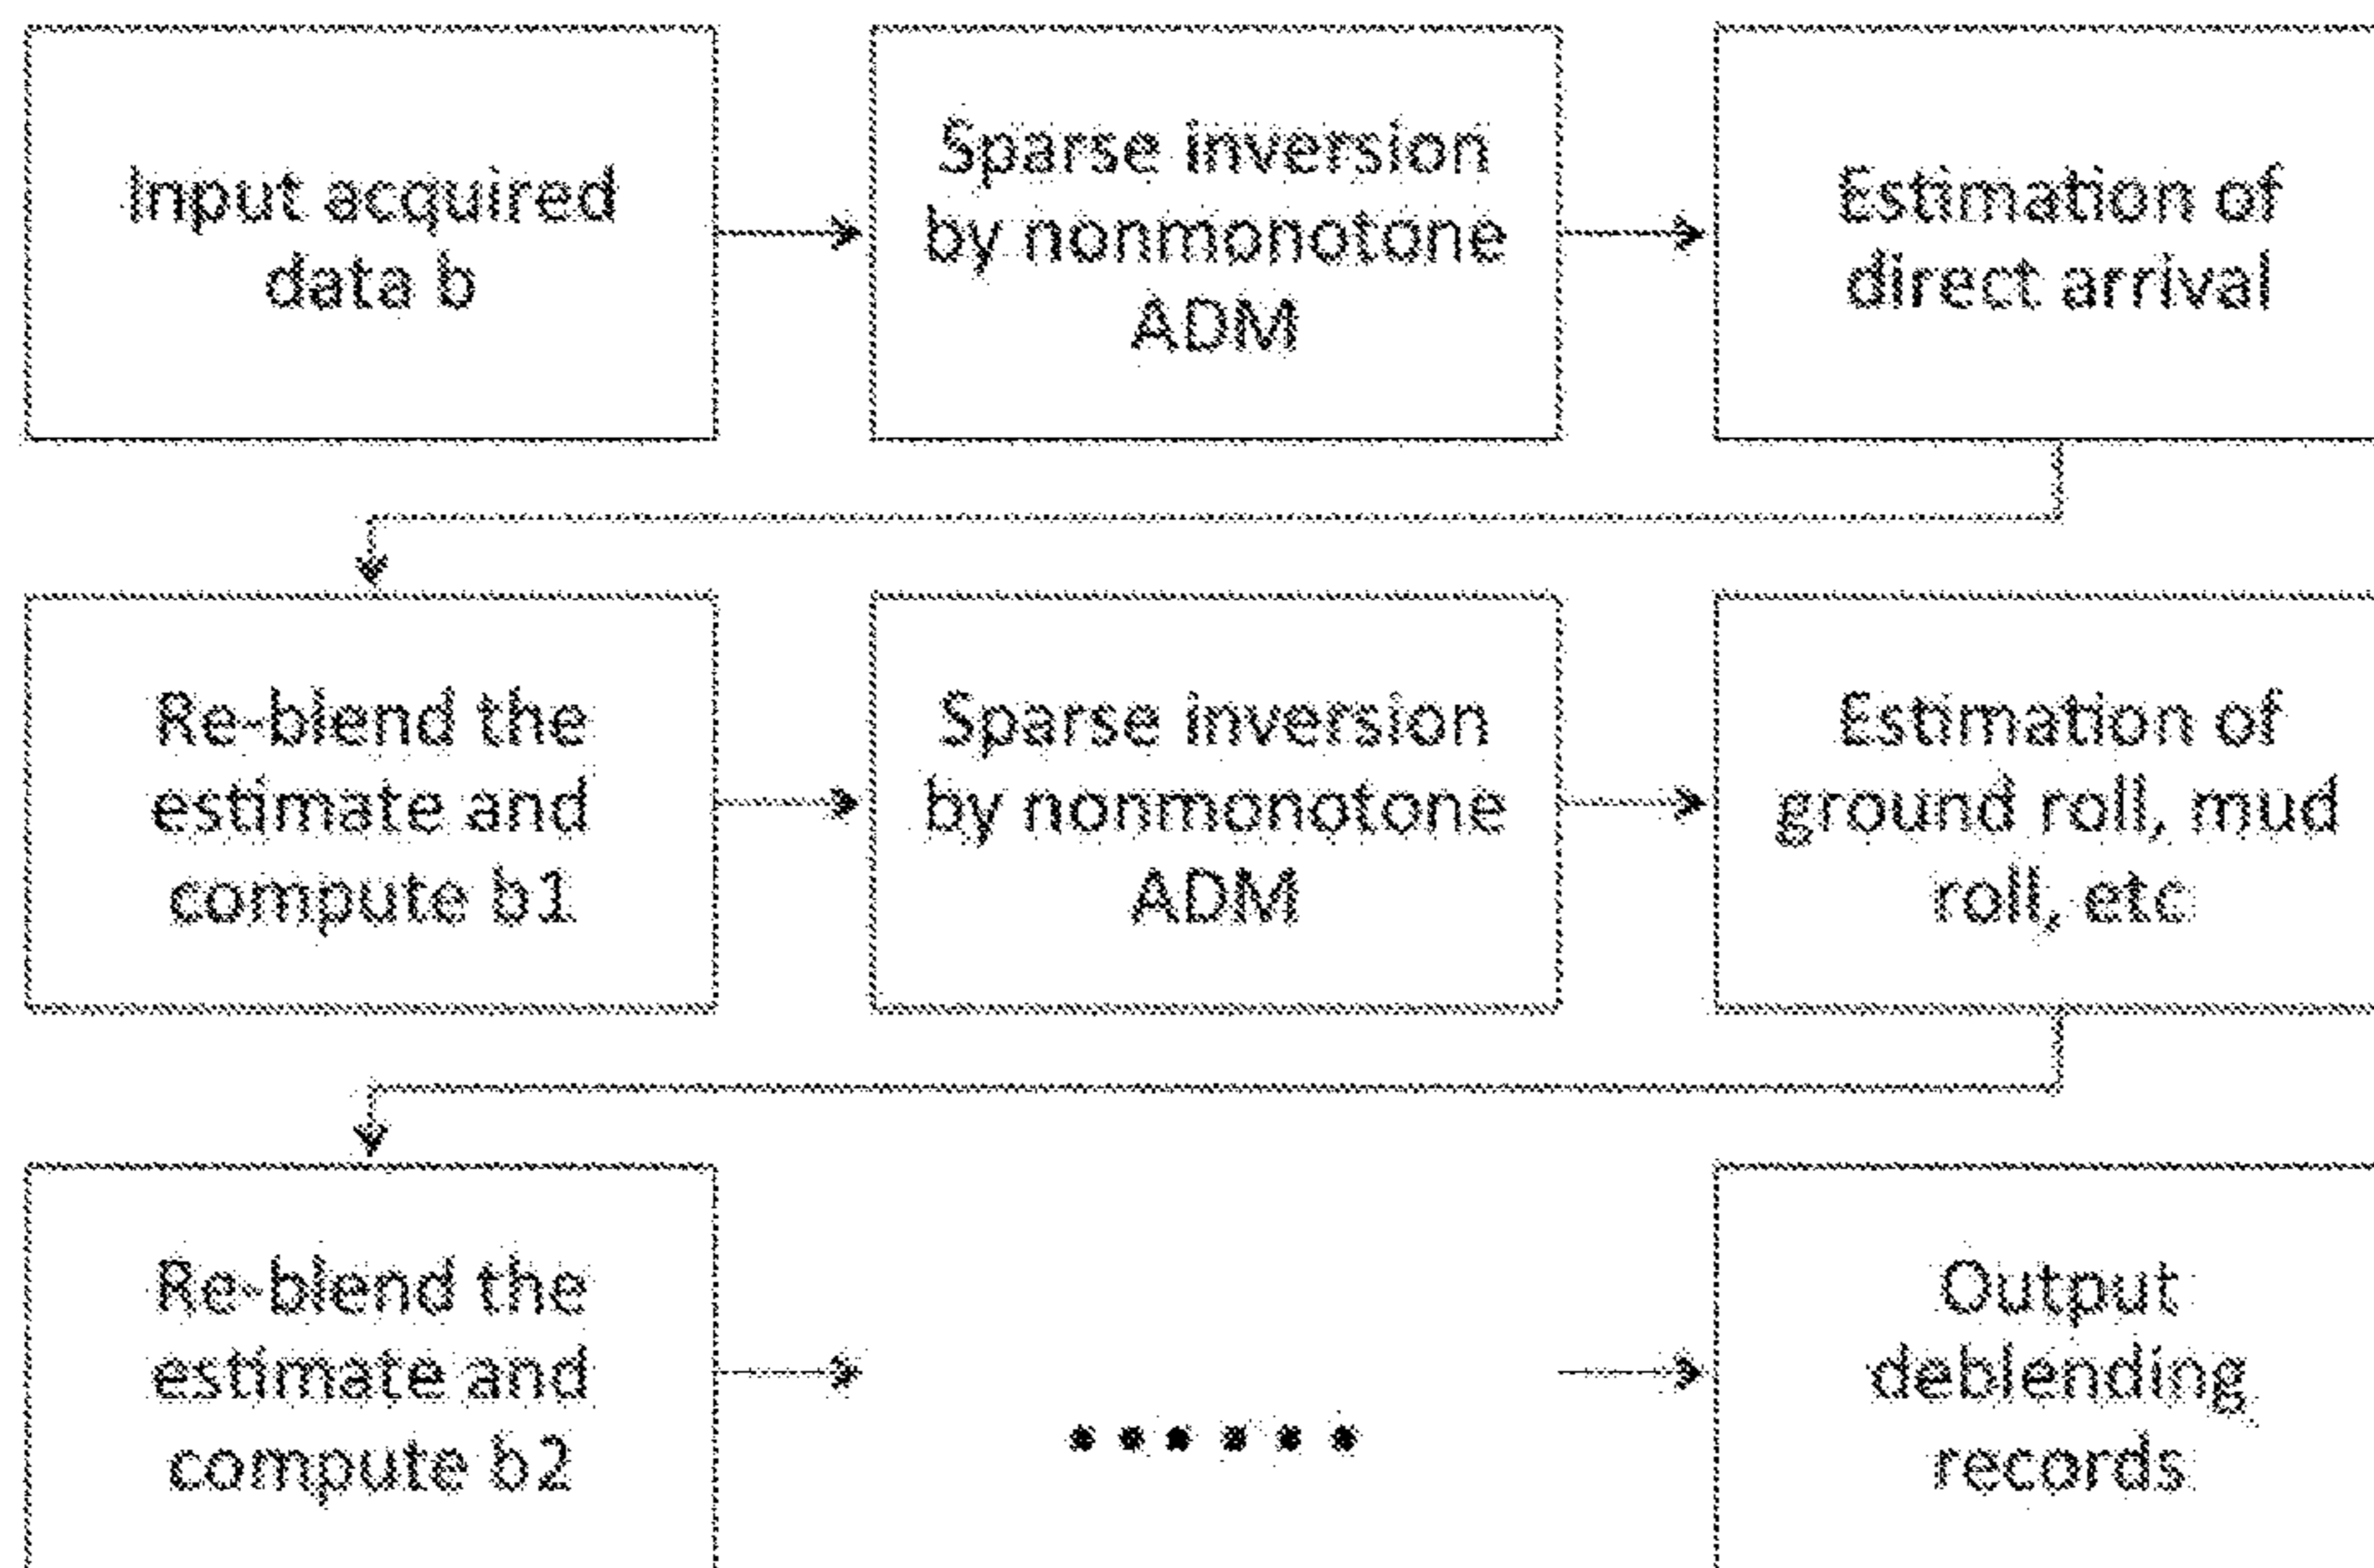 Input acquired
data b
Sparse inversion
by nonmonotone
ADM
Estimation of
direct arrival
Re-blend the
estimate and
compute b1
Sparse inversion
by nonmonotone
ADM
Estimation of
ground roll, mud
roll, etc
Re-blend the
estimate and
compute b2
......
Output
deblending
records